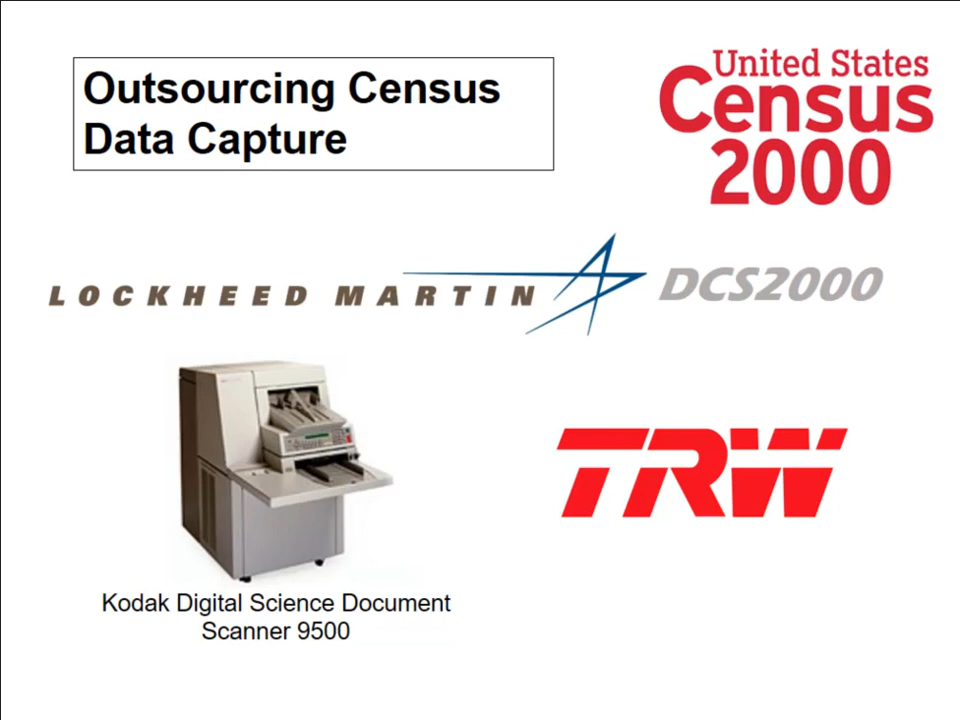 Outsourcing Census
Data Capture
United States
Census
2000
LOCKHEED MARTIN
DCS2000
TRW
Kodak Digital Science Document
Scanner 9500